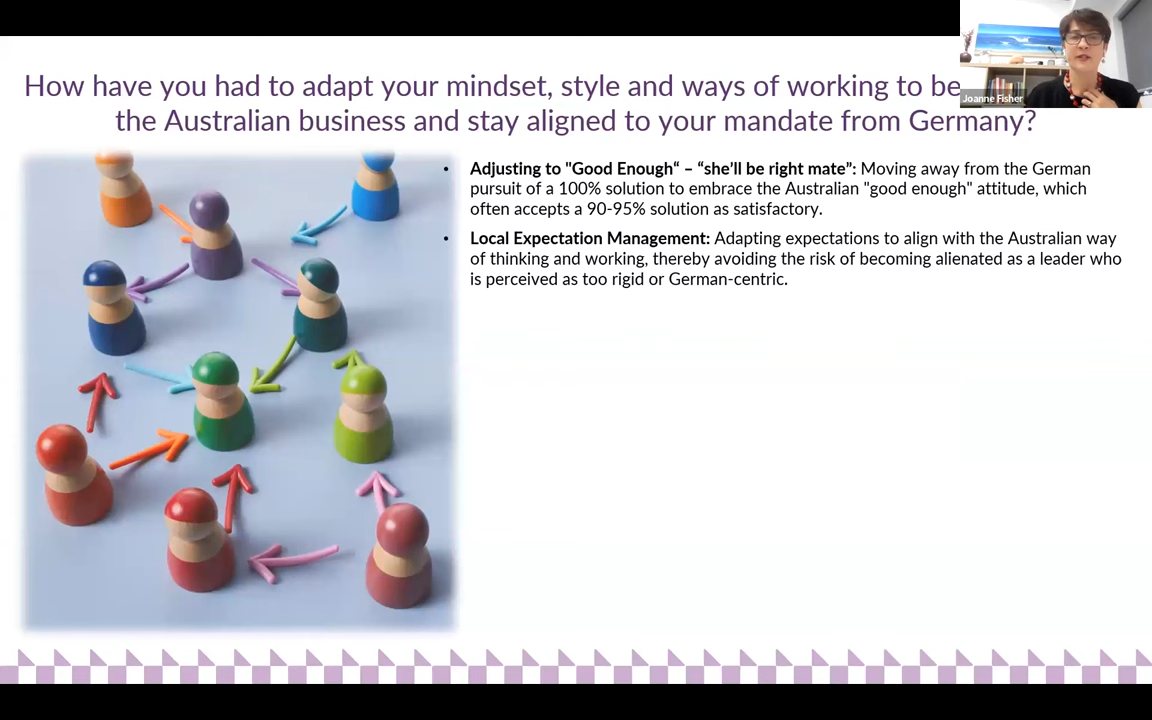 How have you had to adapt your mindset, style and ways of working to be
the Australian business and stay aligned to your mandate from Germany?
Joanne Fisher
• Adjusting to "Good Enough“ – “she’ll be right mate”: Moving away from the German
pursuit of a 100% solution to embrace the Australian "good enough" attitude, which
often accepts a 90-95% solution as satisfactory.
• Local Expectation Management: Adapting expectations to align with the Australian way
of thinking and working, thereby avoiding the risk of becoming alienated as a leader who
is perceived as too rigid or German-centric.